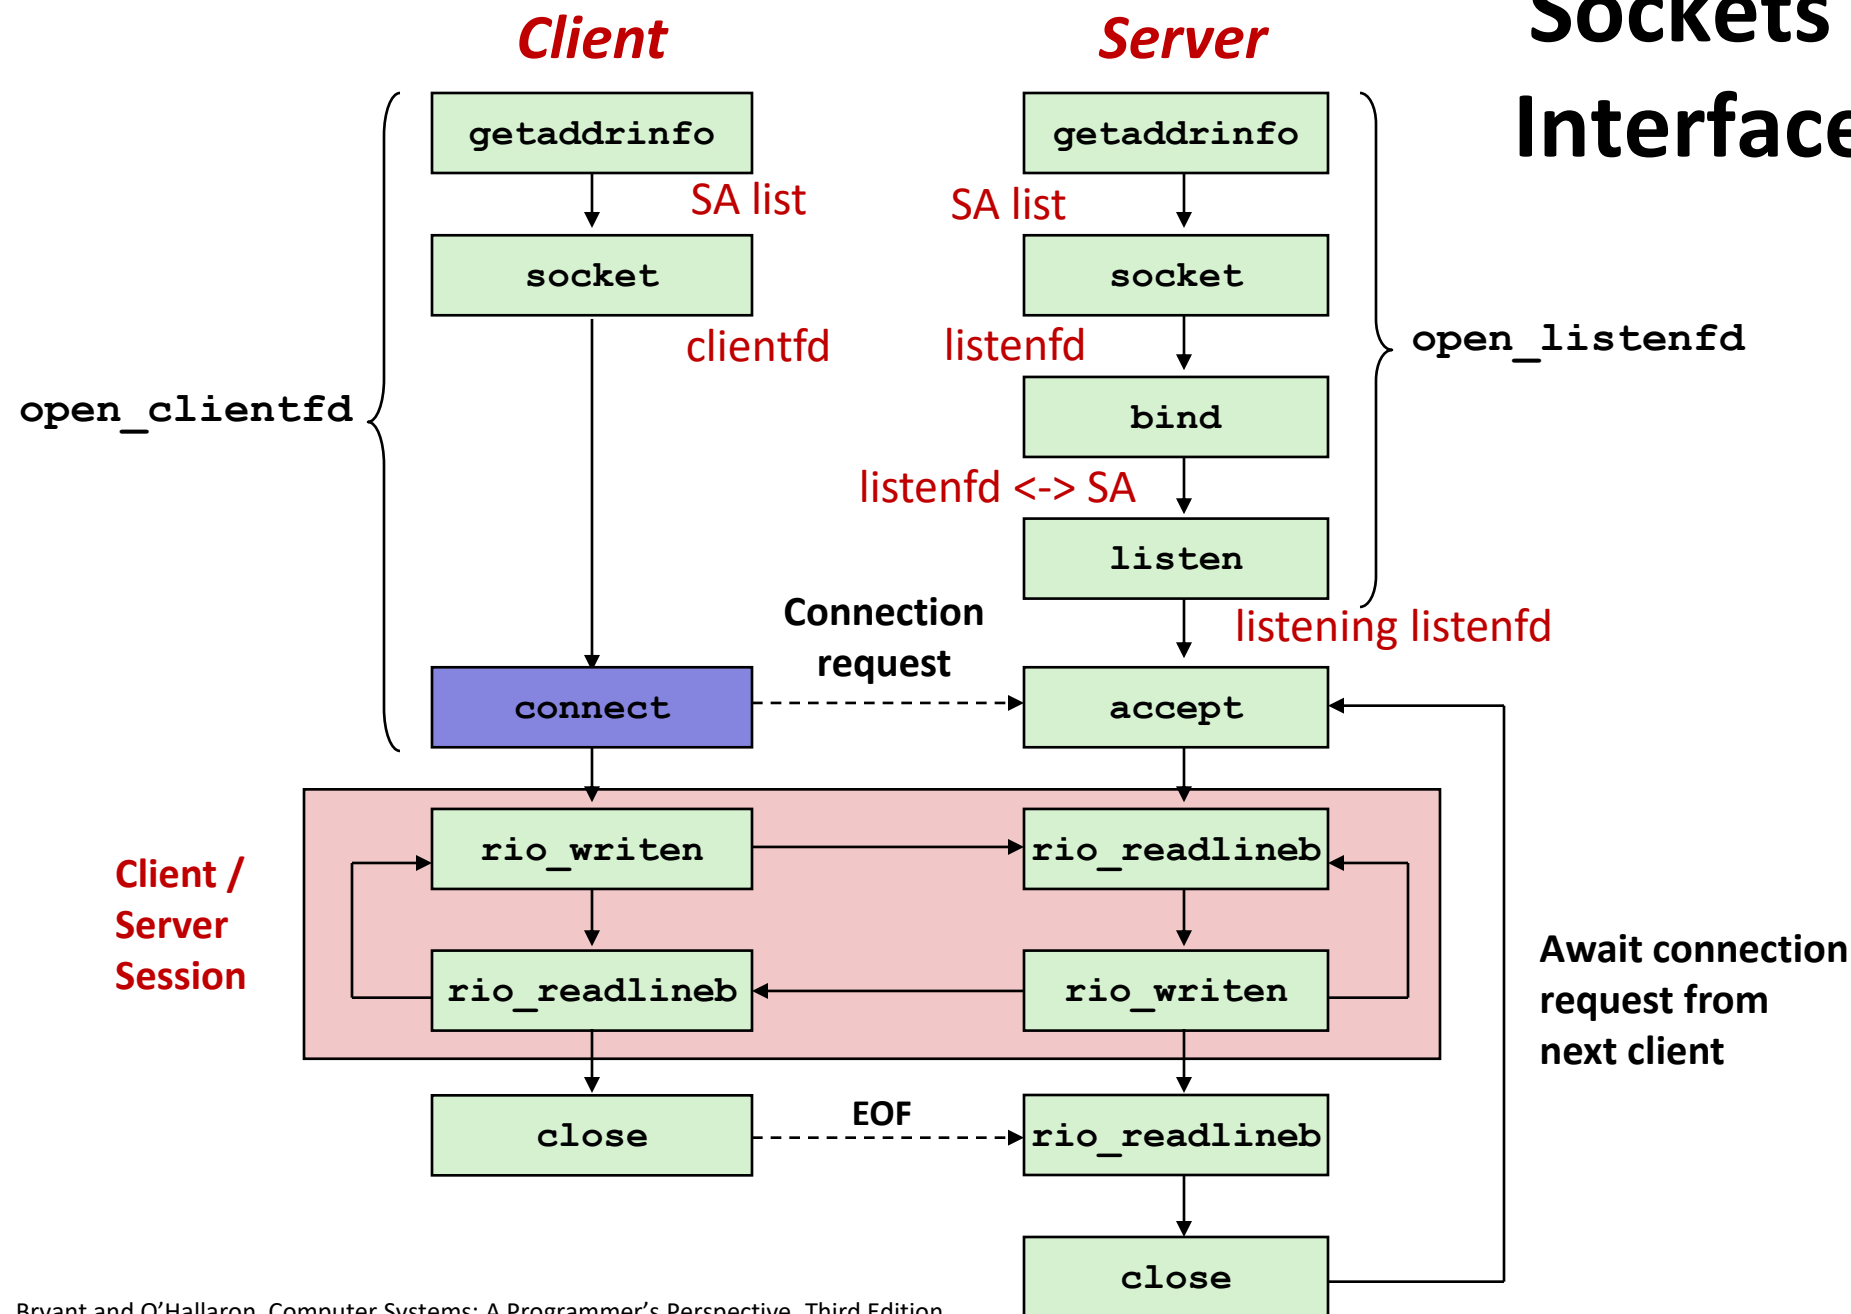 Sockets
Interface
Client
Server
getaddrinfo
getaddrinfo
SA list
SA list
socket
socket
clientfd
listenfd
open_listenfd
open_clientfd
bind
listenfd <-> SA
listen
Connection
request
listening listenfd
connect
accept
Client /
Server
Session
rio_writen
rio_readlineb
rio_readlineb
rio_writen
Await connection
request from
next client
close
EOF
rio_readlineb
close
Bryant and O'Hallaron, Computer Systems: A Programmer's Perspective, Third Edition